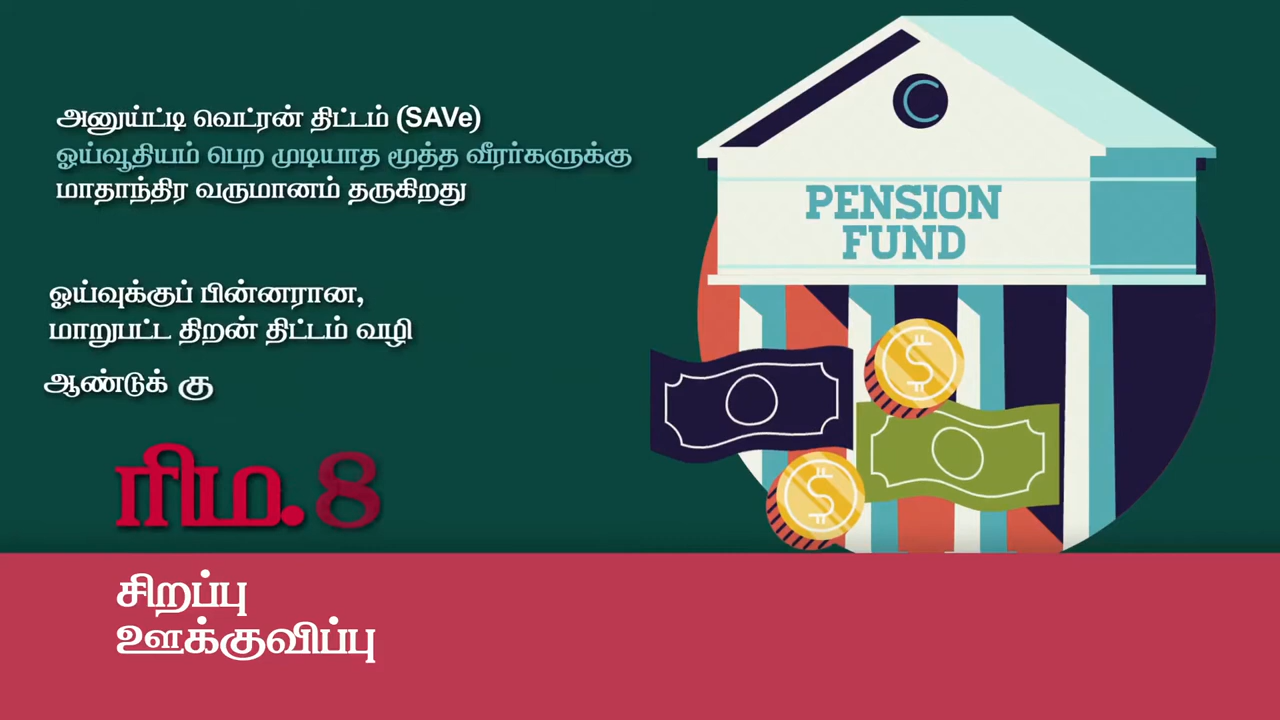 அனுய்ட்டி வெட்ரன் திட்டம் (SAVe)
ஓய்வூதியம் பெற முடியாத மூத்த வீரர்களுக்கு
மாதாந்திர வருமானம் தருகிறது
ஓய்வுக்குப் பின்னரான,
மாறுபட்ட திறன் திட்டம் வழி
ஆண்டுக் கு
ரிம.8
சிறப்பு
ஊக்குவிப்பு
PENSION
FUND